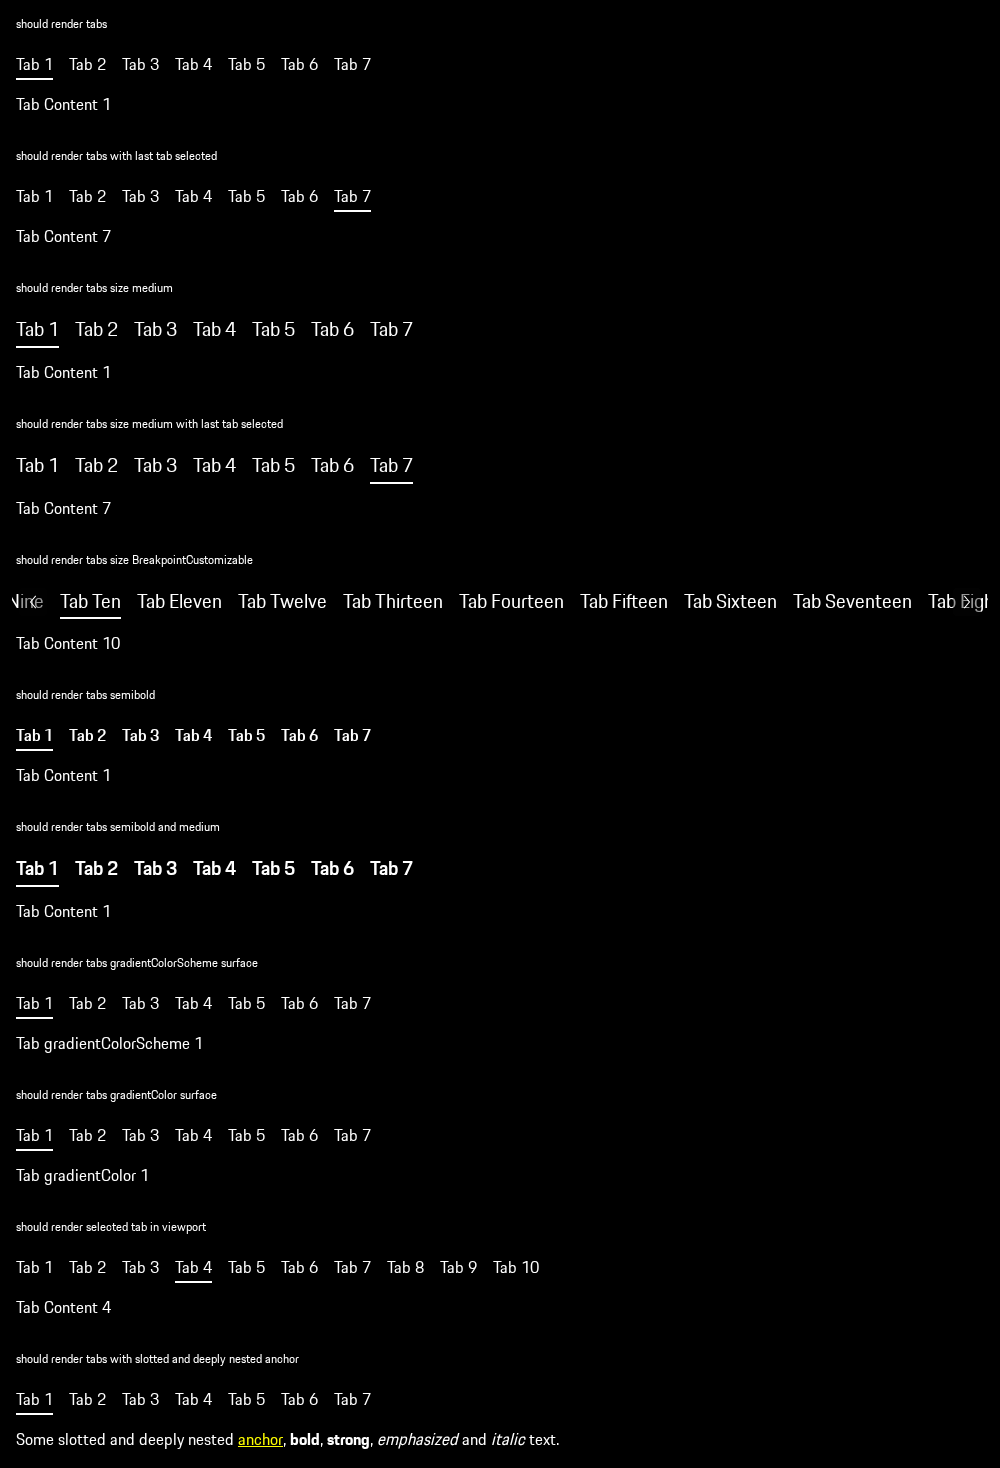 should render tabs
Tab 1 Tab 2 Tab 3 Tab 4 Tab 5 Tab 6 Tab 7
Tab Content 1
should render tabs with last tab selected
Tab 1 Tab 2 Tab 3 Tab 4 Tab 5 Tab 6 Tab 7
Tab Content 7
should render tabs size medium
Tab 1 Tab 2 Tab 3 Tab 4 Tab 5 Tab 6 Tab 7
Tab Content 1
should render tabs size medium with last tab selected
Tab 1 Tab 2 Tab 3 Tab 4 Tab 5 Tab 6 Tab 7
Tab Content 7
should render tabs size BreakpointCustomizable
Nine Tab Ten Tab Eleven Tab Twelve Tab Thirteen Tab Fourteen Tab Fifteen Tab Sixteen Tab Seventeen Tab
Tab Content 10
should render tabs semibold
Tab 1 Tab 2 Tab 3 Tab 4 Tab 5 Tab 6 Tab 7
Tab Content 1
should render tabs semibold and medium
Tab 1 Tab 2 Tab 3 Tab 4 Tab 5 Tab 6 Tab 7
Tab Content 1
should render tabs gradientColorScheme surface
Tab 1 Tab 2 Tab 3 Tab 4 Tab 5 Tab 6 Tab 7
Tab gradientColorScheme 1
should render tabs gradientColor surface
Tab 1 Tab 2 Tab 3 Tab 4 Tab 5 Tab 6 Tab 7
Tab gradientColor 1
should render selected tab in viewport
Tab 1 Tab 2 Tab 3 Tab 4 Tab 5 Tab 6 Tab 7 Tab 8 Tab 9 Tab 10
Tab Content 4
should render tabs with slotted and deeply nested anchor
Tab 1 Tab 2 Tab 3 Tab 4 Tab 5 Tab 6 Tab 7
Some slotted and deeply nested anchor, bold, strong, emphasized and italic text.